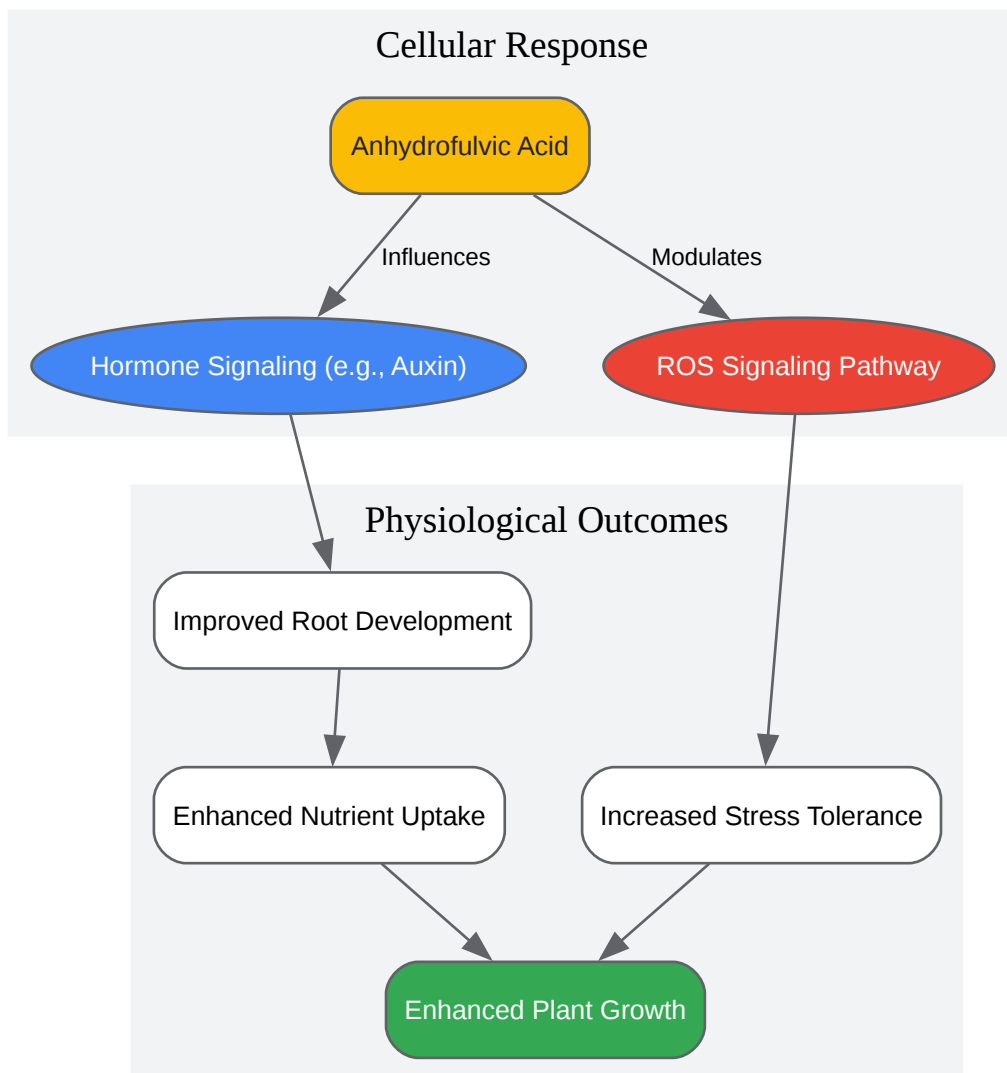 Cellular Response
Anhydrofulvic Acid
Influences
Modulates
Hormone Signaling (e.g., Auxin)
ROS Signaling Pathway
Physiological Outcomes
Improved Root Development
Enhanced Nutrient Uptake
Increased Stress Tolerance
Enhanced Plant Growth